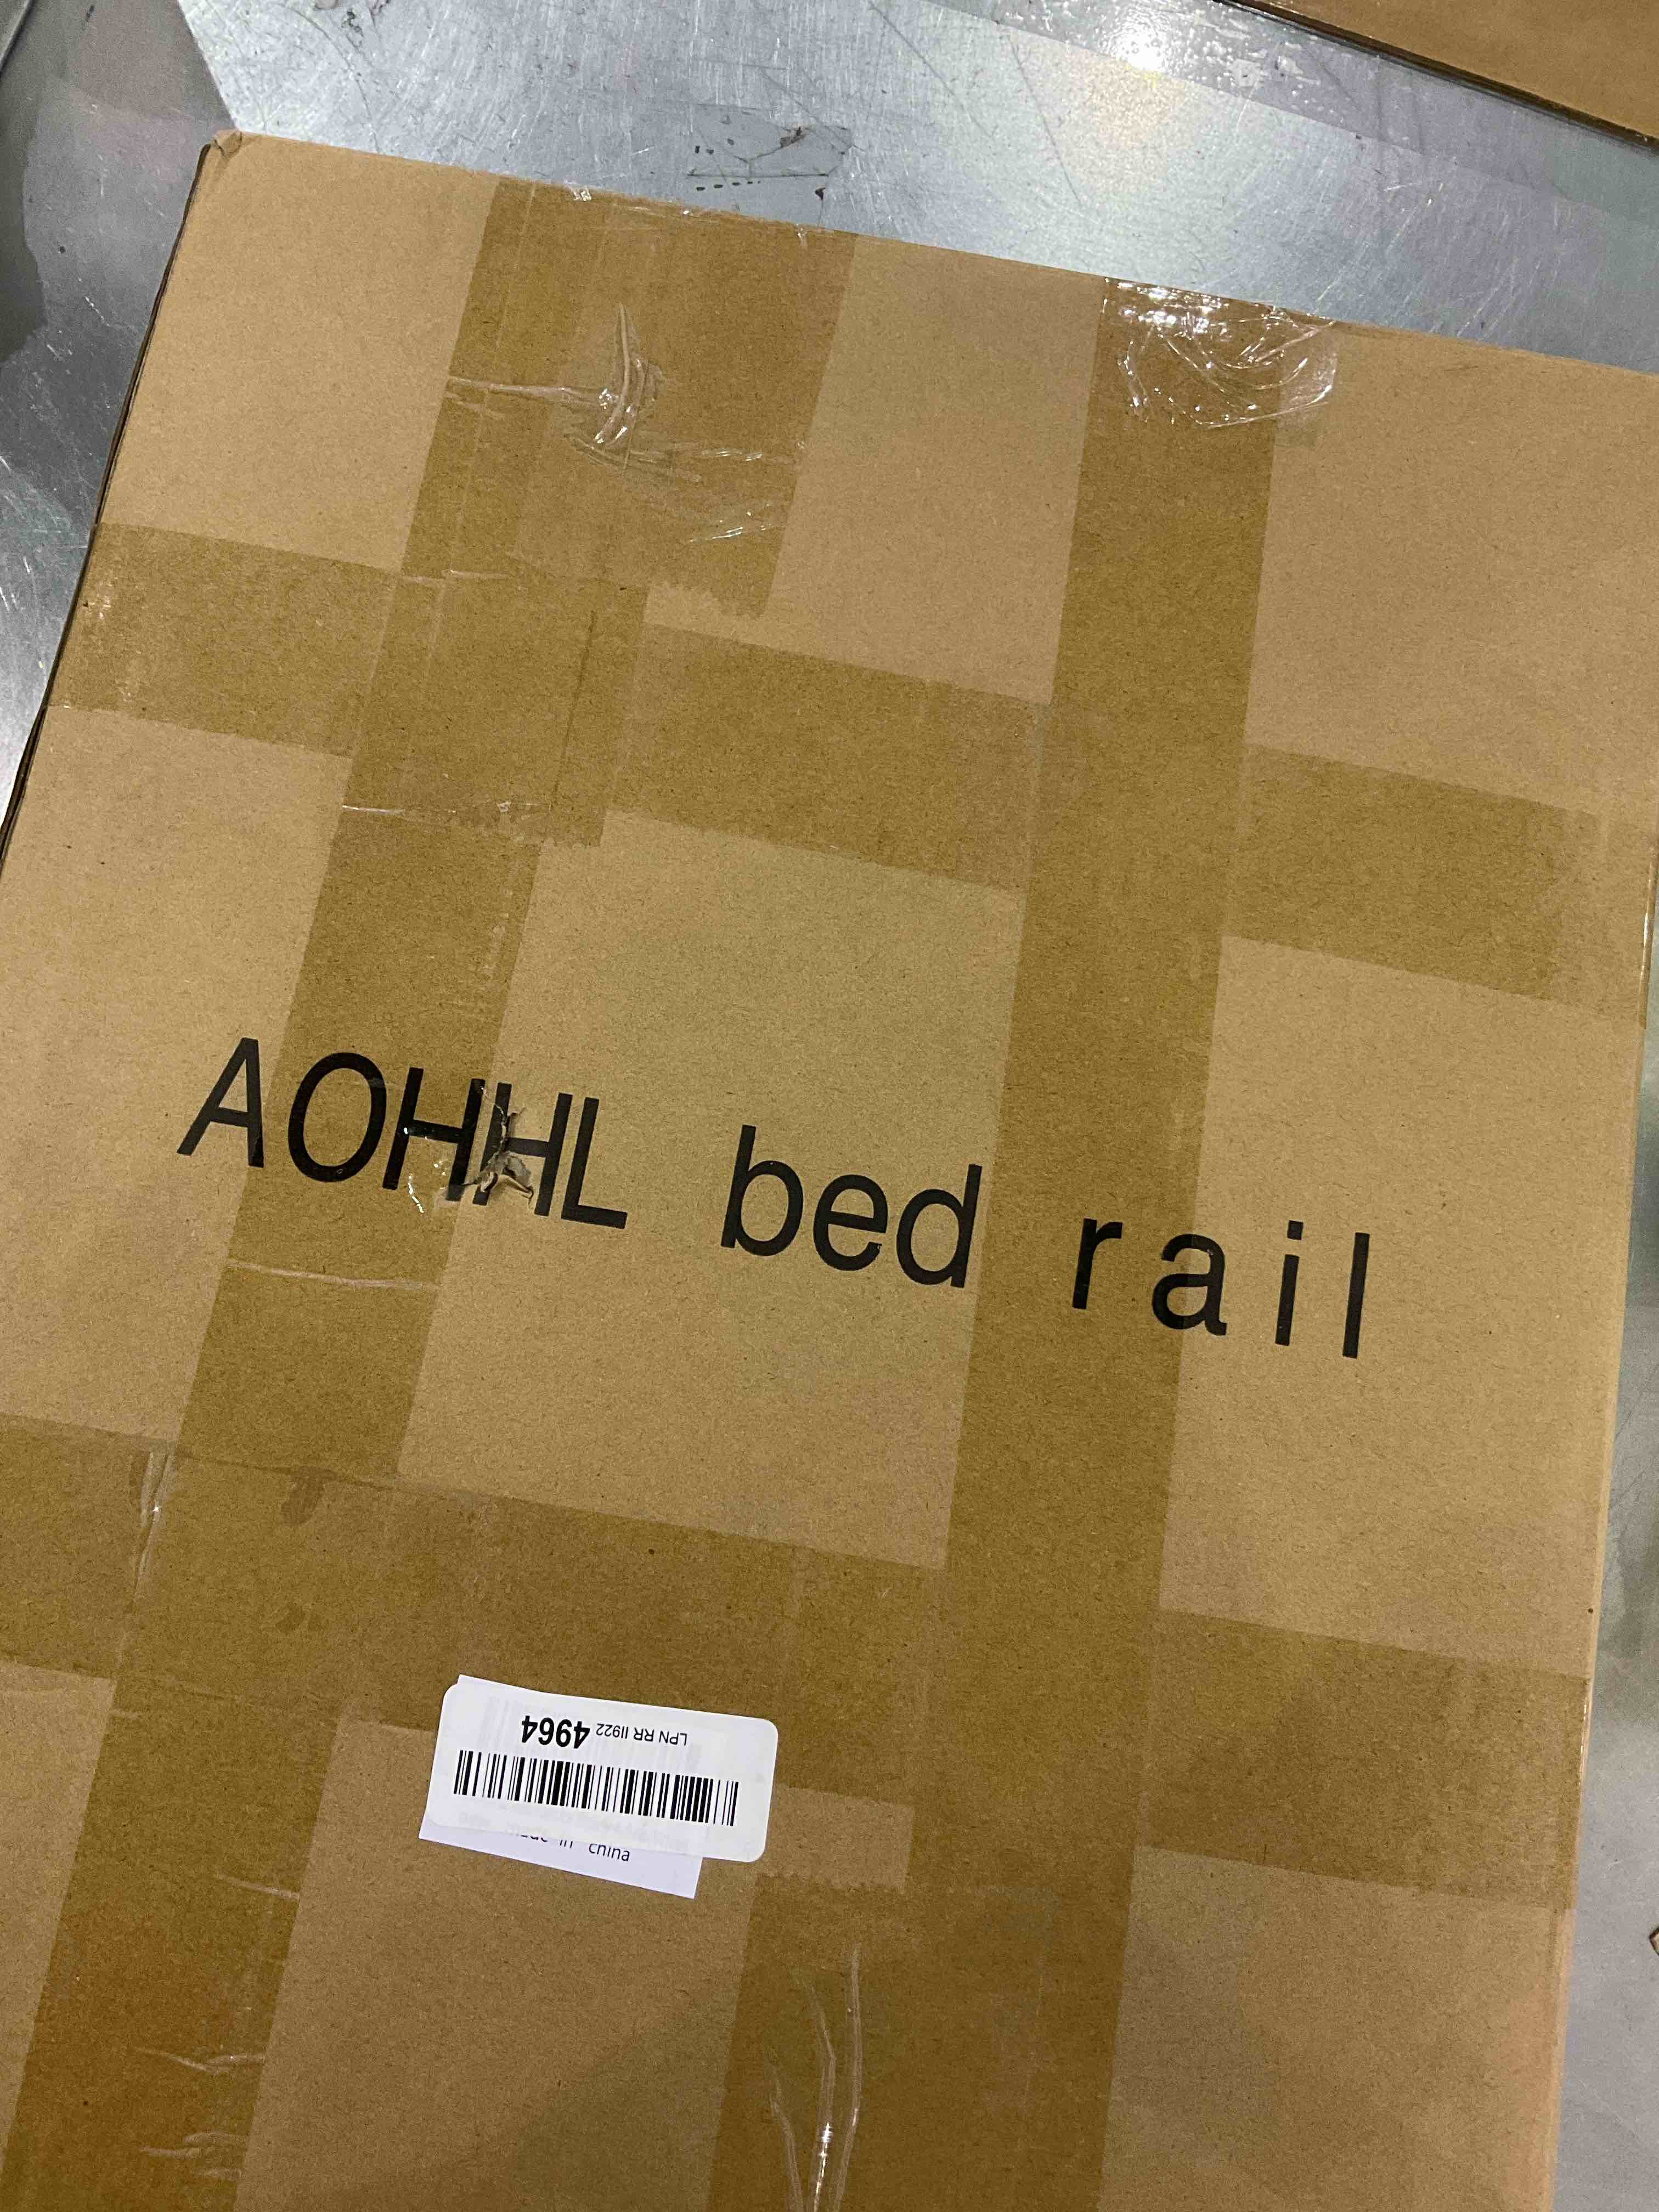 AOHHL bed rail
LPN RR II922 4964
made in china